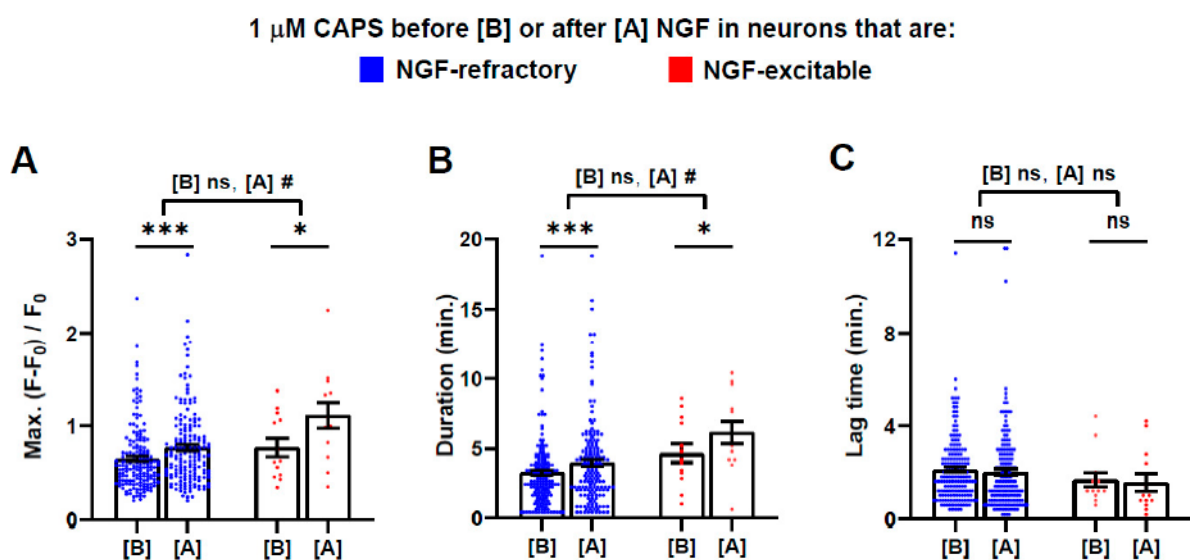 1 μM CAPS before [B] or after [A] NGF in neurons that are:
NGF-refractory NGF-excitable
A
[B] ns, [A] #
*** *
Max. (F-F₀) / F₀
3
2
1
0
[B] [A] [B] [A]
B
[B] ns, [A] #
*** *
Duration (min.)
20
15
10
5
0
[B] [A] [B] [A]
C
[B] ns, [A] ns
ns ns
Lag time (min.)
12
8
4
0
[B] [A] [B] [A]